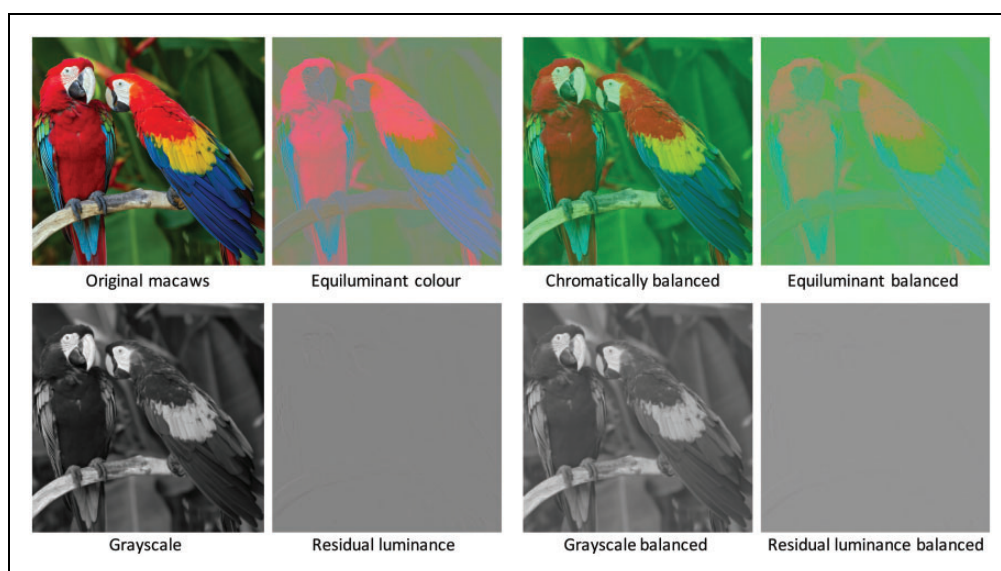 Original macaws
Equiluminant colour
Chromatically balanced
Equiluminant balanced
Grayscale
Residual luminance
Grayscale balanced
Residual luminance balanced